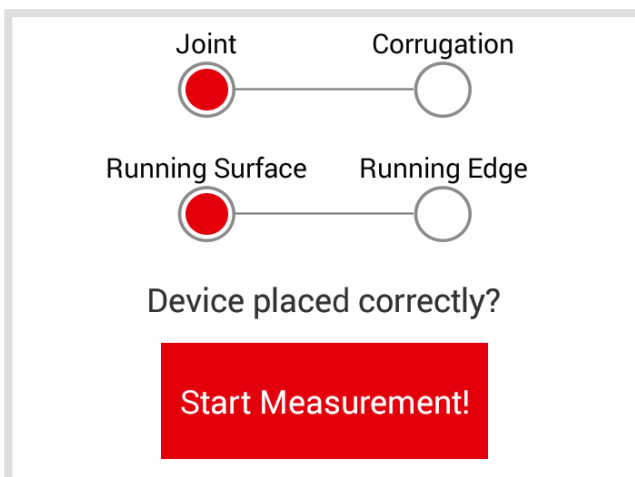 Joint Corrugation
Running Surface Running Edge
Device placed correctly?
Start Measurement!